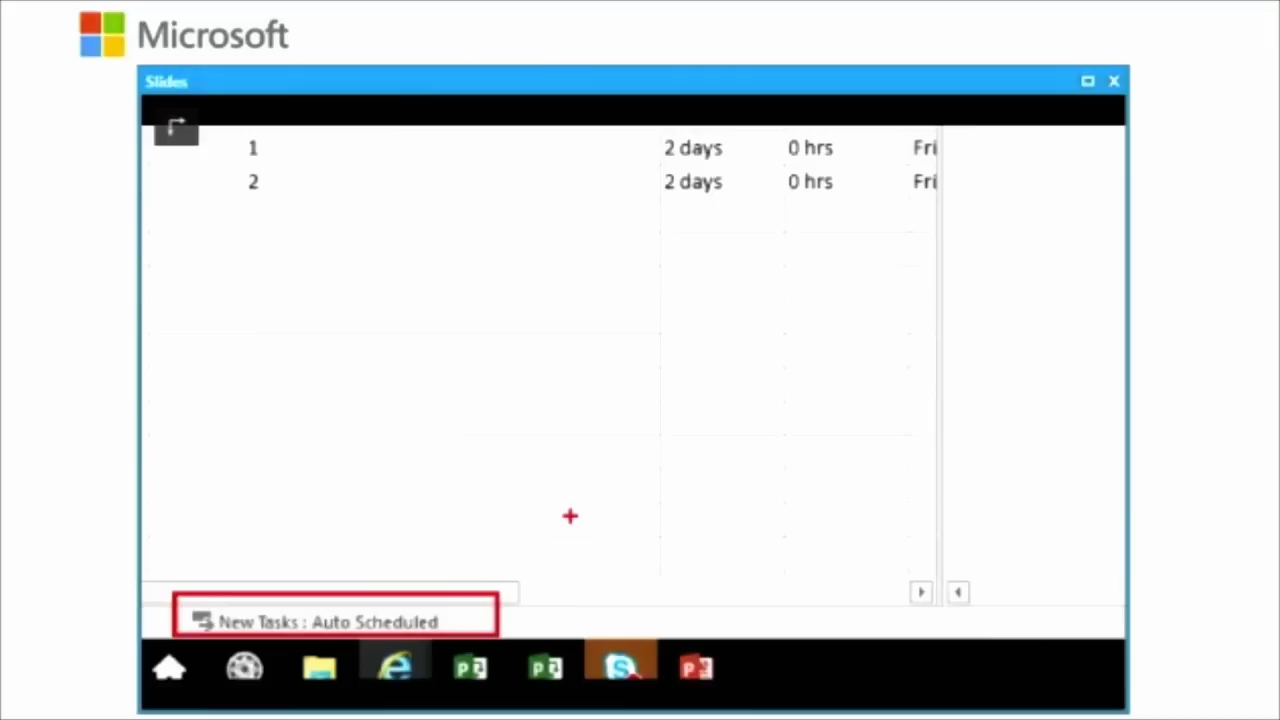 Microsoft
Slides
1 2 days 0 hrs Fri
2 2 days 0 hrs Fri
New Tasks : Auto Scheduled